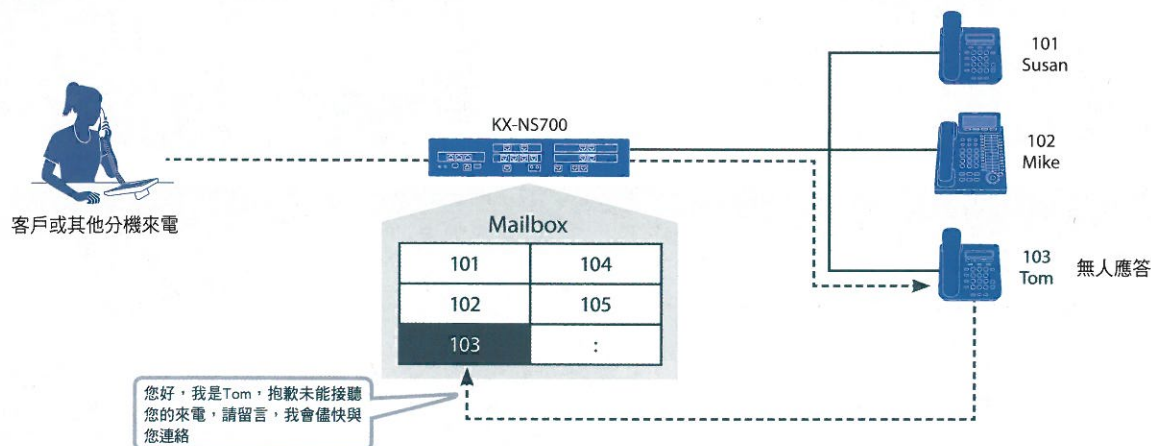 101
Susan
KX-NS700
102
Mike
客戶或其他分機來電
Mailbox
101 104
102 105
103 :
103
Tom
無人應答
您好，我是Tom，抱歉未能接聽
您的來電，請留言，我會儘快與
您連絡